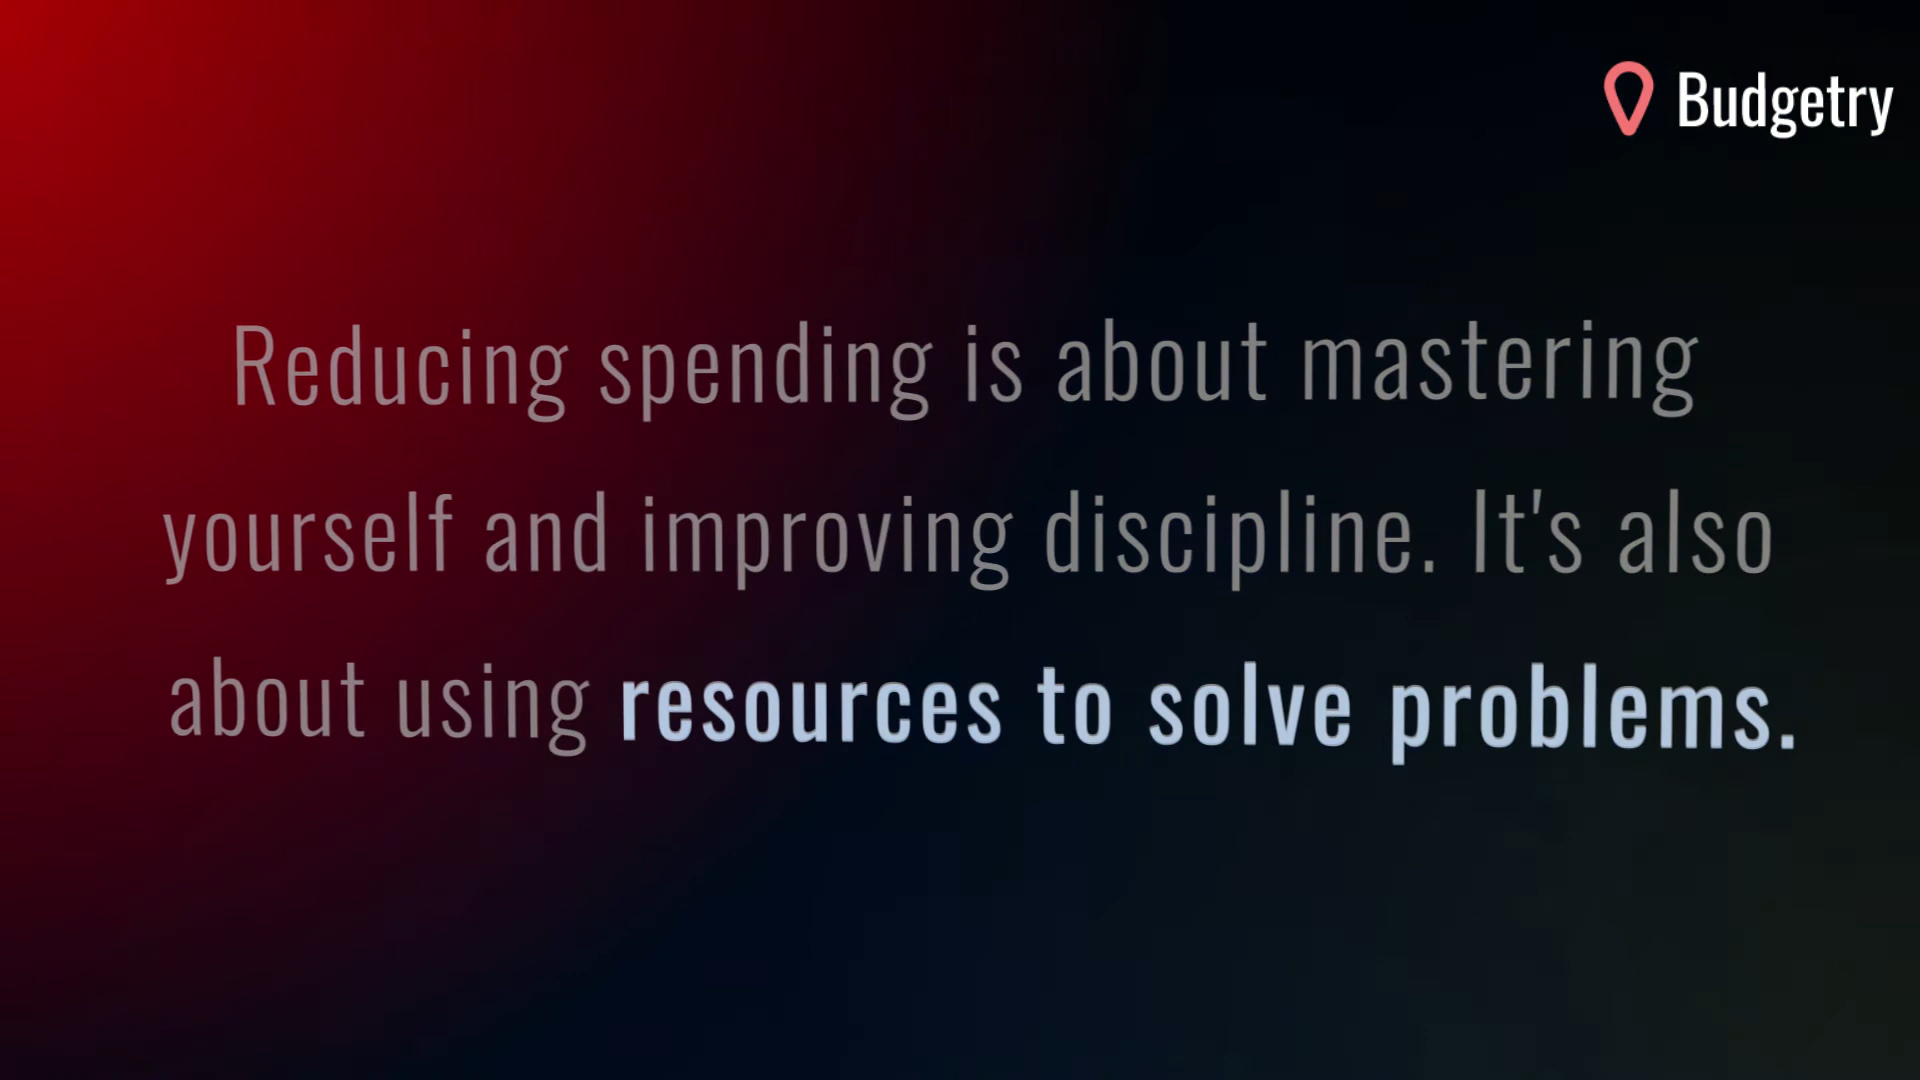 Budgetry
Reducing spending is about mastering
yourself and improving discipline. It's also
about using resources to solve problems.